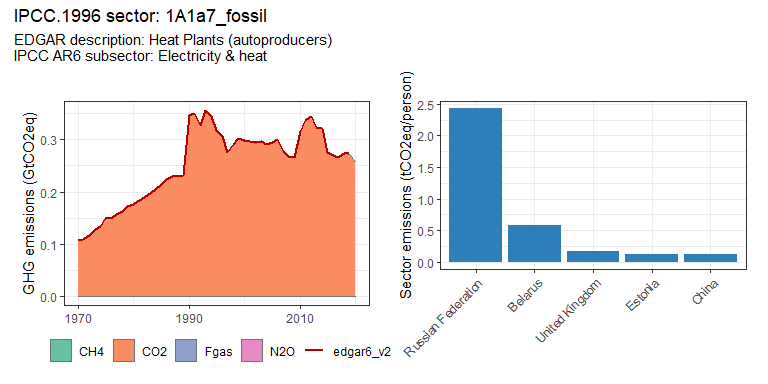 IPCC.1996 sector: 1A1a7_fossil
EDGAR description: Heat Plants (autoproducers)
IPCC AR6 subsector: Electricity & heat
GHG emissions (GtCO2eq)
0.3
0.2
0.1
0.0
1970
1990
2010
CH4
CO2
Fgas
N2O
edgar6_v2
Sector emissions (tCO2eq/person)
2.5
2.0
1.5
1.0
0.5
0.0
Russian Federation
Belarus
United Kingdom
Estonia
China